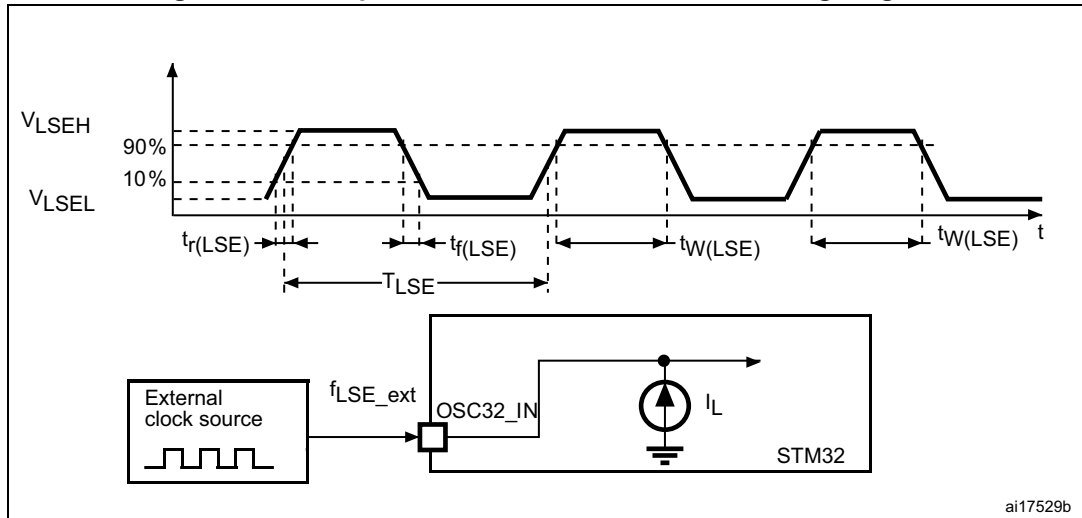 VLSEH
90%
10%
VLSEL
tr(LSE)
tf(LSE)
tW(LSE)
tW(LSE)
t
TLSE
External
clock source
fLSE_ext
OSC32_IN
IL
STM32
ai17529b